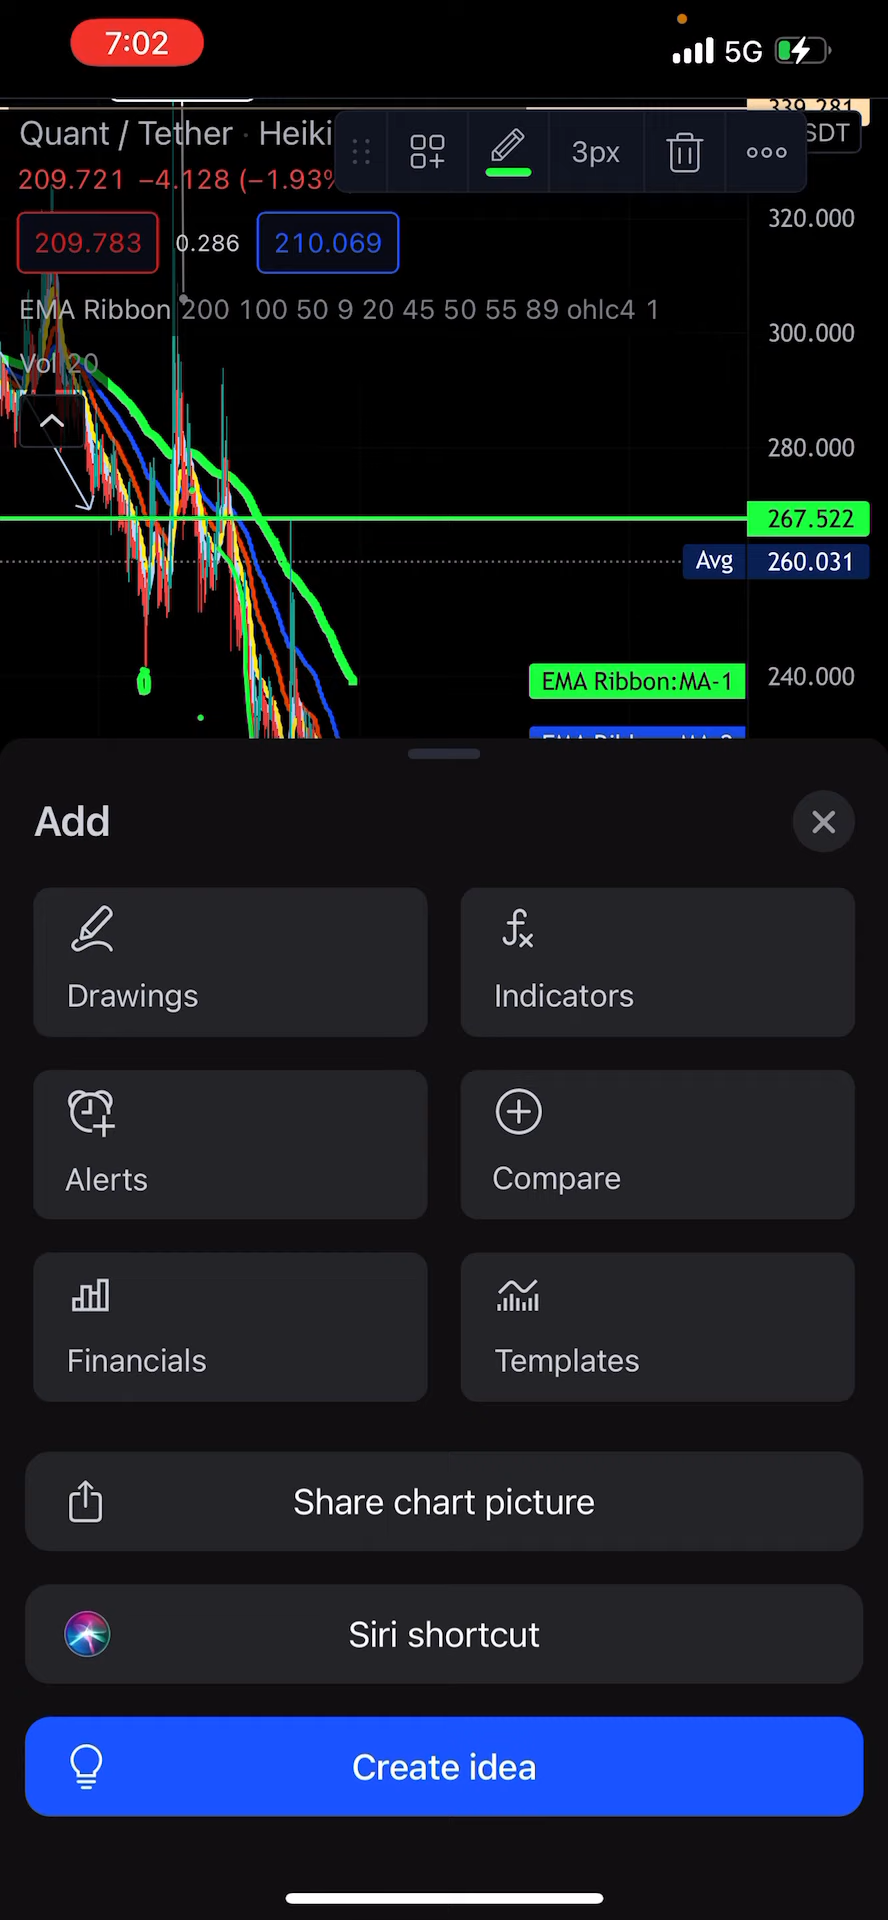 7:02
5G
339.281
Quant / Tether · Heiki
3px
SDT
209.721 −4.128 (−1.93%
320.000
209.783
0.286
210.069
EMA Ribbon 200 100 50 9 20 45 50 55 89 ohlc4 1
300.000
Vol 20
280.000
267.522
Avg 260.031
EMA Ribbon:MA-1
240.000
Add
Drawings
Indicators
Alerts
Compare
Financials
Templates
Share chart picture
Siri shortcut
Create idea